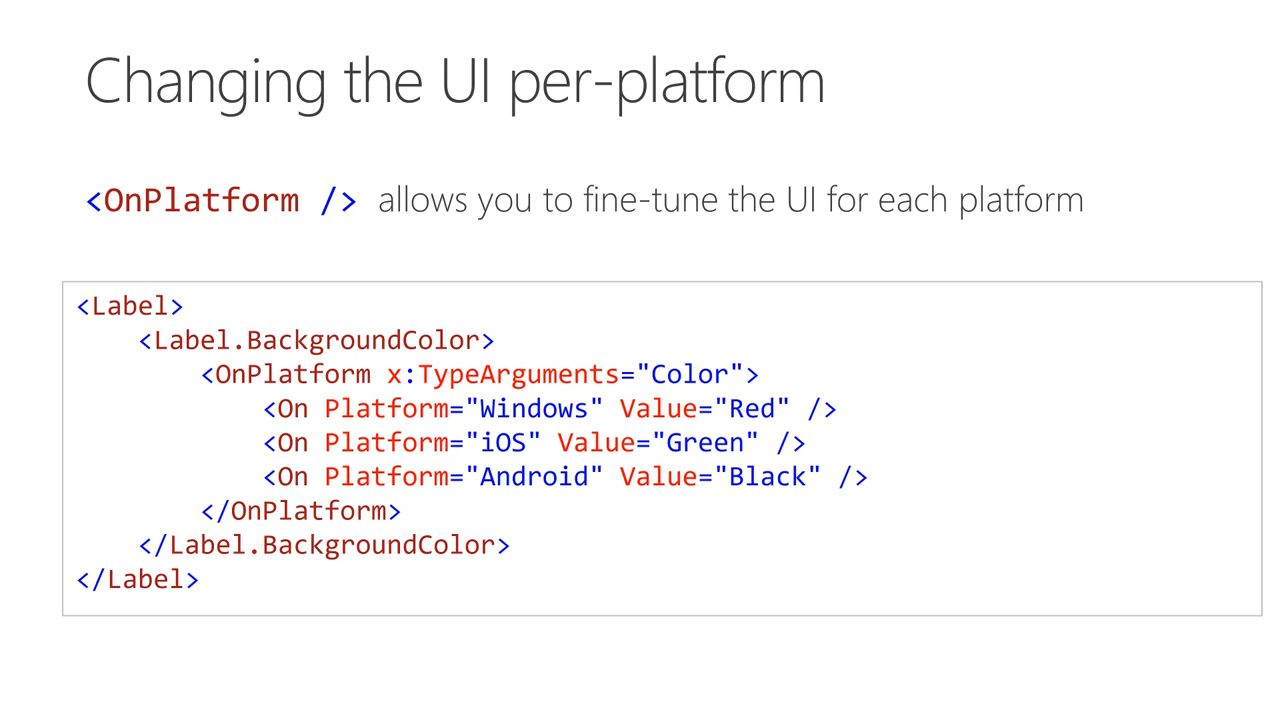 Changing the UI per-platform
<OnPlatform /> allows you to fine-tune the UI for each platform
<Label>
    <Label.BackgroundColor>
        <OnPlatform x:TypeArguments="Color">
            <On Platform="Windows" Value="Red" />
            <On Platform="iOS" Value="Green" />
            <On Platform="Android" Value="Black" />
        </OnPlatform>
    </Label.BackgroundColor>
</Label>